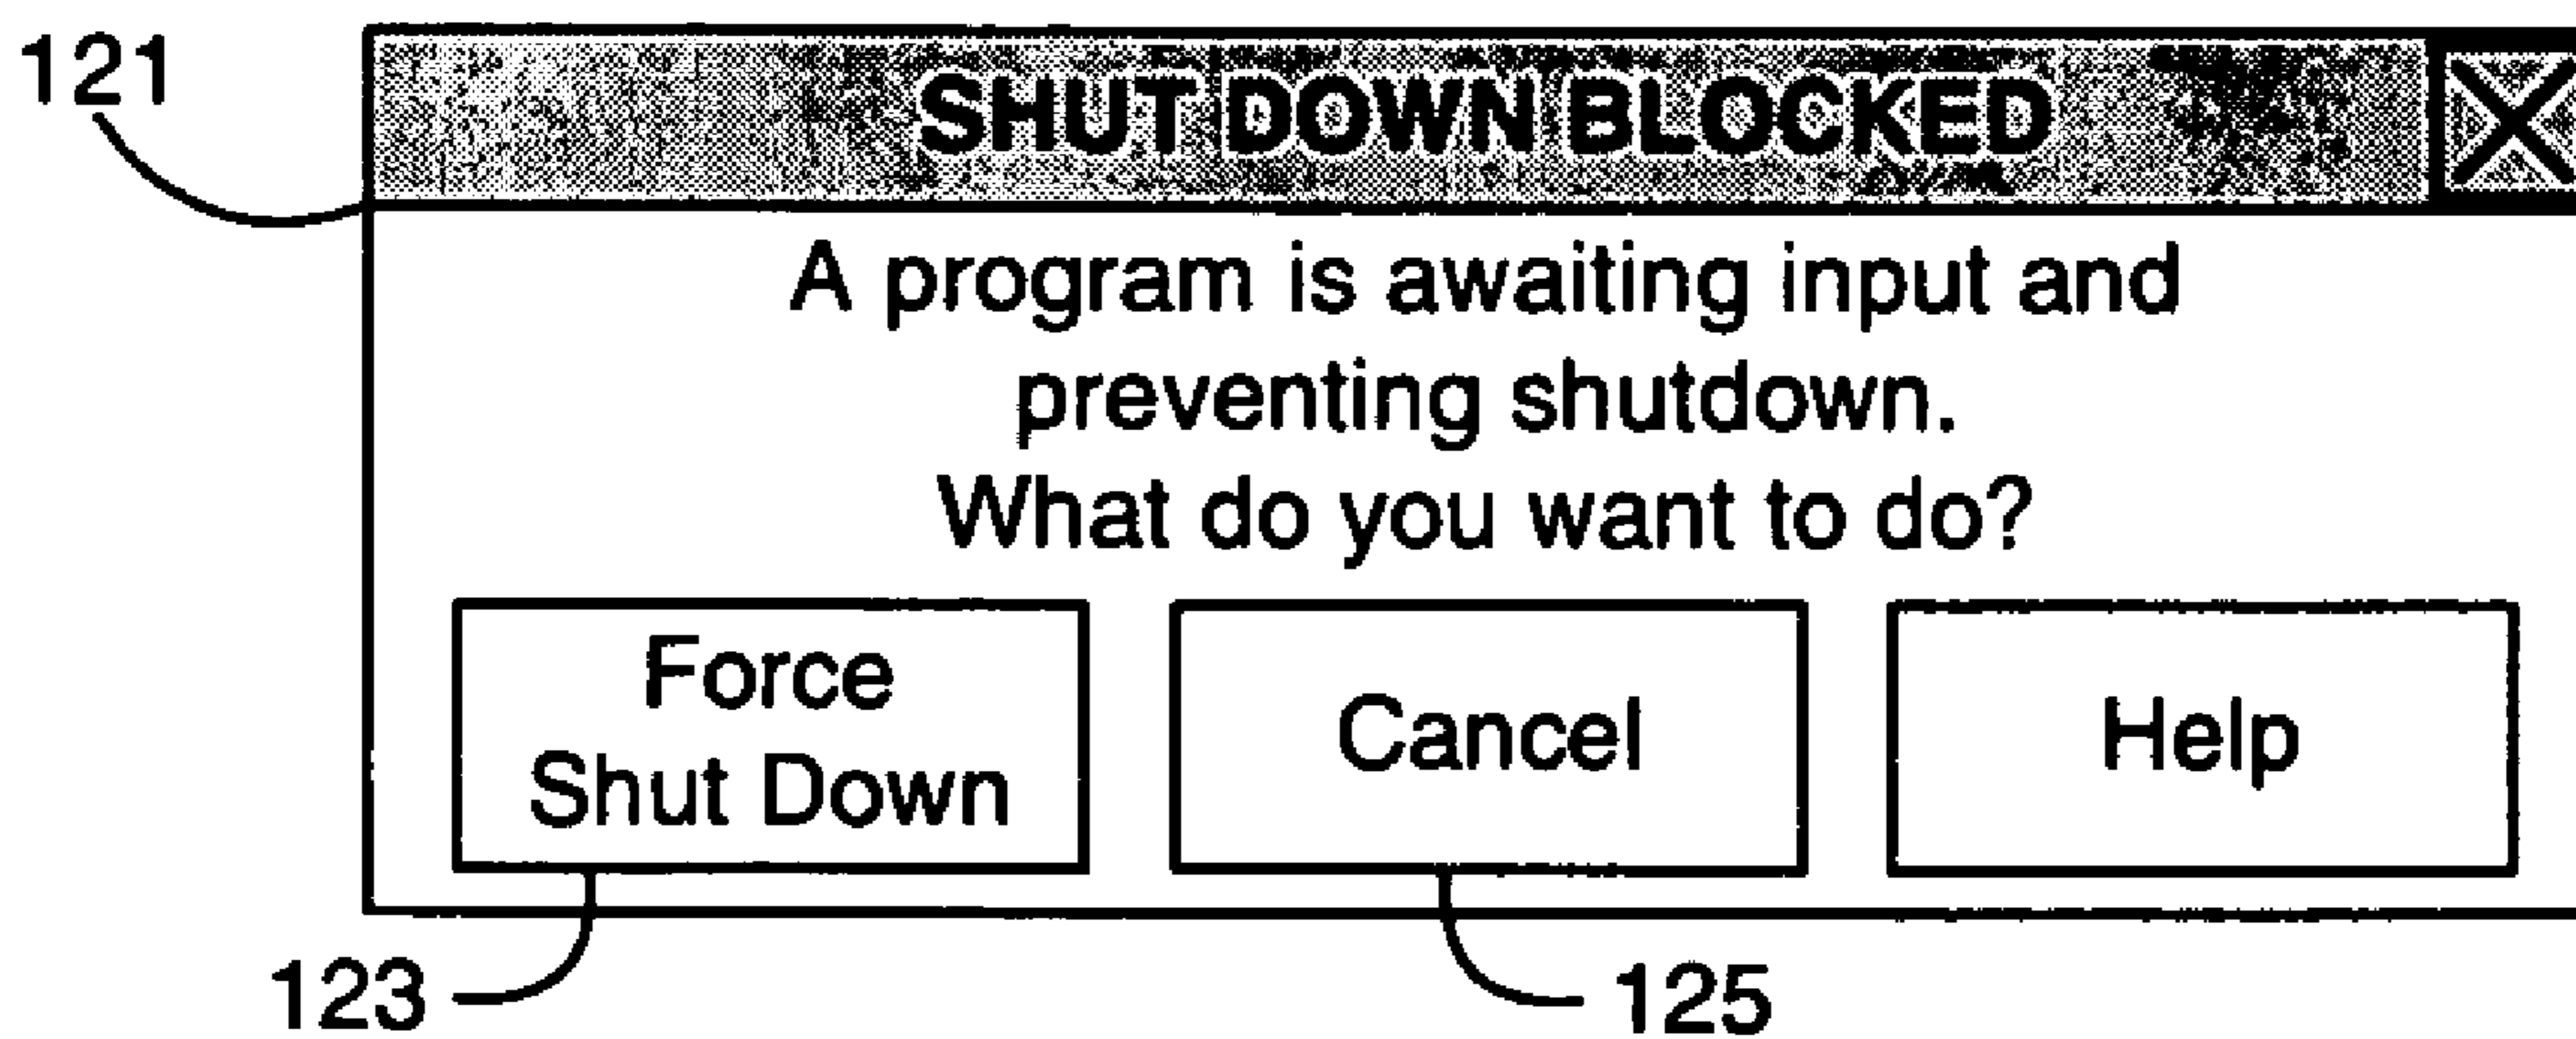 121
SHUT DOWN BLOCKED
A program is awaiting input and
preventing shutdown.
What do you want to do?
Force
Shut Down
Cancel
Help
123
125